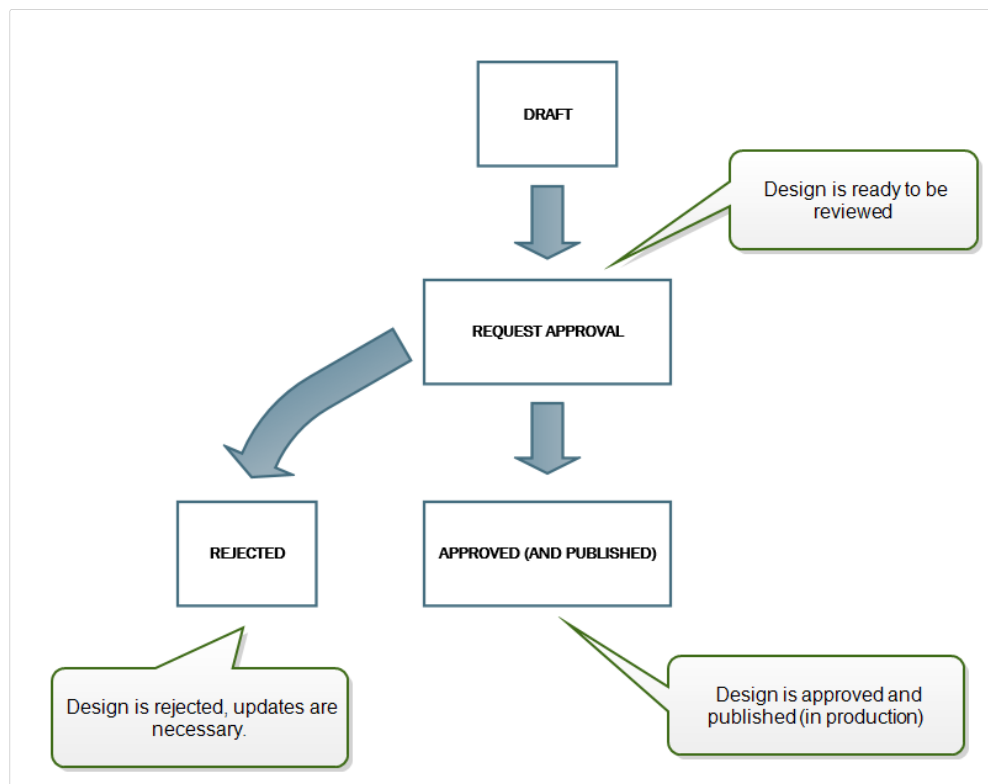 DRAFT
Design is ready to be
reviewed
REQUEST APPROVAL
REJECTED
APPROVED (AND PUBLISHED)
Design is rejected, updates are
necessary.
Design is approved and
published (in production)